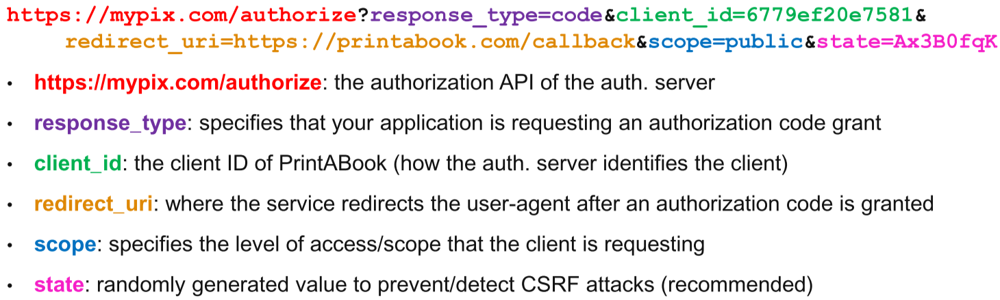 https://mypix.com/authorize?response_type=code&client_id=6779ef20e7581&
redirect_uri=https://printabook.com/callback&scope=public&state=Ax3B0fqK
• https://mypix.com/authorize: the authorization API of the auth. server
• response_type: specifies that your application is requesting an authorization code grant
• client_id: the client ID of PrintABook (how the auth. server identifies the client)
• redirect_uri: where the service redirects the user-agent after an authorization code is granted
• scope: specifies the level of access/scope that the client is requesting
• state: randomly generated value to prevent/detect CSRF attacks (recommended)